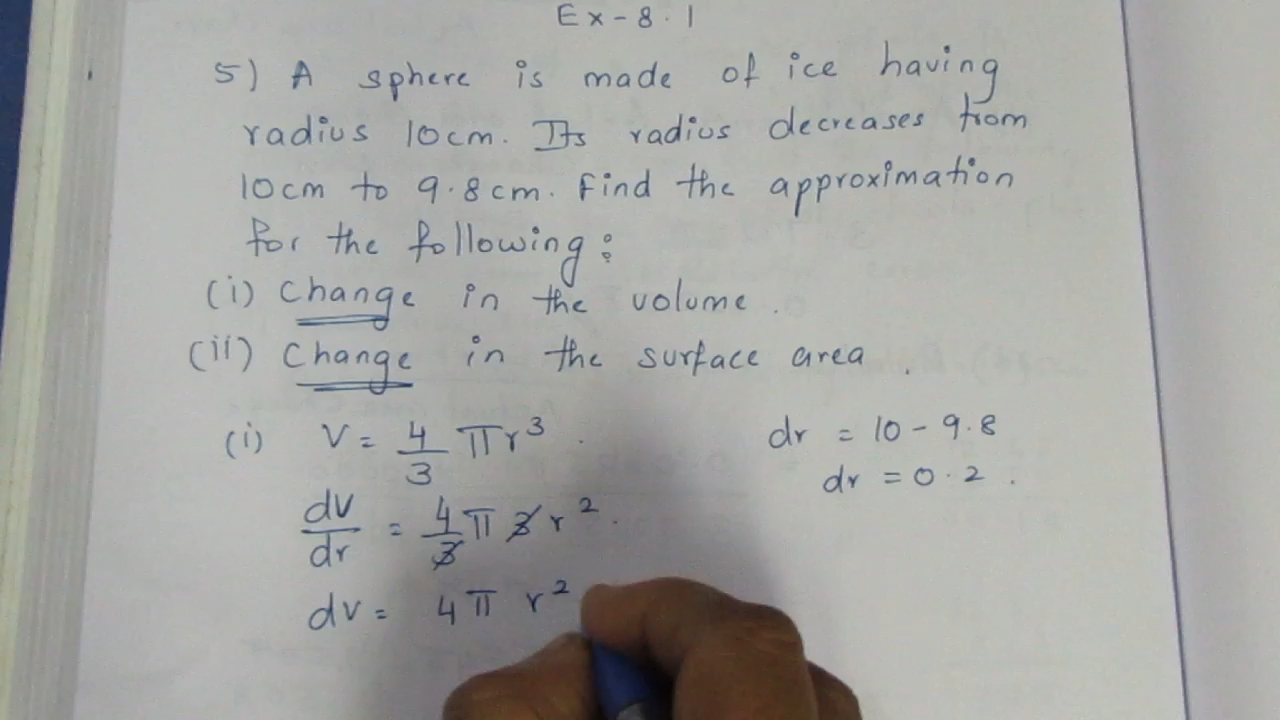 Ex-8.1
5) A sphere is made of ice having
radius 10cm. Its radius decreases from
10cm to 9.8cm. Find the approximation
for the following:
(i) Change in the volume.
(ii) Change in the surface area.
(i) V = 4/3 πr³.
dr = 10 - 9.8
dr = 0.2.
dV/dr = 4/3 π 3 r².
dv = 4π r²